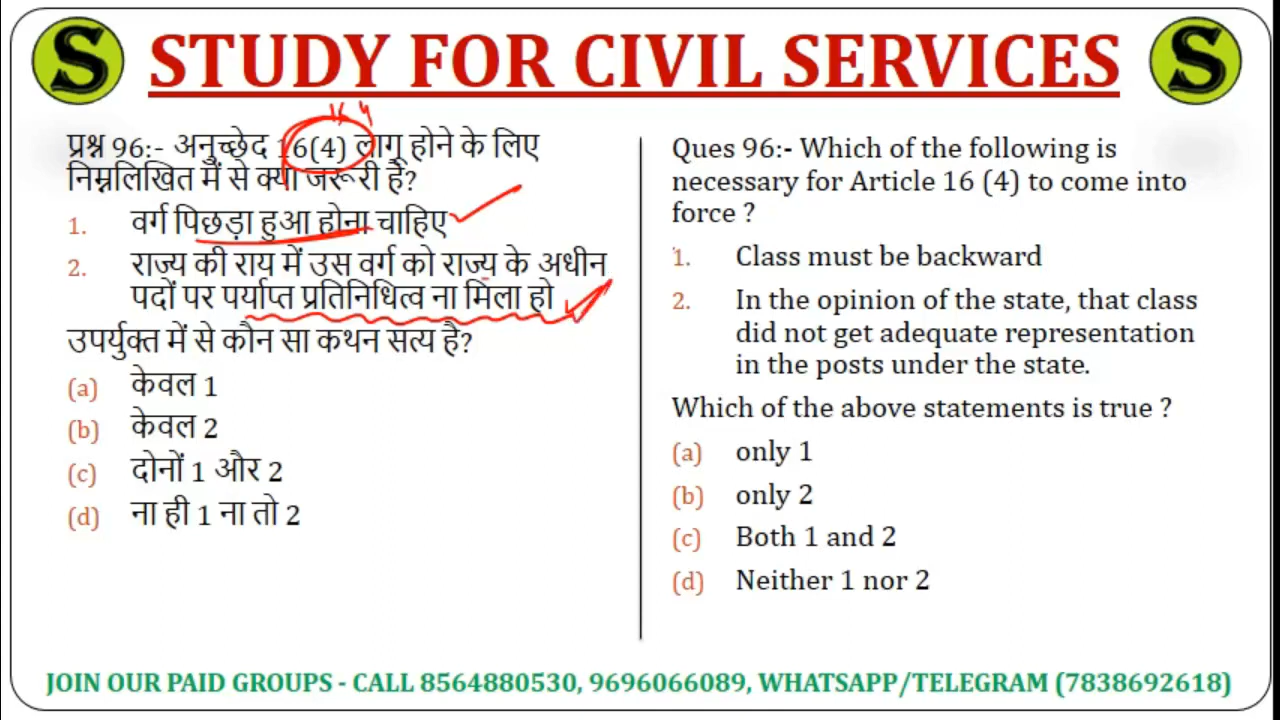 S
STUDY FOR CIVIL SERVICES
S
16 4
प्रश्न 96:- अनुच्छेद 16(4) लागू होने के लिए
निम्नलिखित में से क्या जरूरी है?
1. वर्ग पिछड़ा हुआ होना चाहिए
2. राज्य की राय में उस वर्ग को राज्य के अधीन
पदों पर पर्याप्त प्रतिनिधित्व ना मिला हो
उपर्युक्त में से कौन सा कथन सत्य है?
(a) केवल 1
(b) केवल 2
(c) दोनों 1 और 2
(d) ना ही 1 ना तो 2
Ques 96:- Which of the following is
necessary for Article 16 (4) to come into
force ?
1. Class must be backward
2. In the opinion of the state, that class
did not get adequate representation
in the posts under the state.
Which of the above statements is true ?
(a) only 1
(b) only 2
(c) Both 1 and 2
(d) Neither 1 nor 2
JOIN OUR PAID GROUPS - CALL 8564880530, 9696066089, WHATSAPP/TELEGRAM (7838692618)